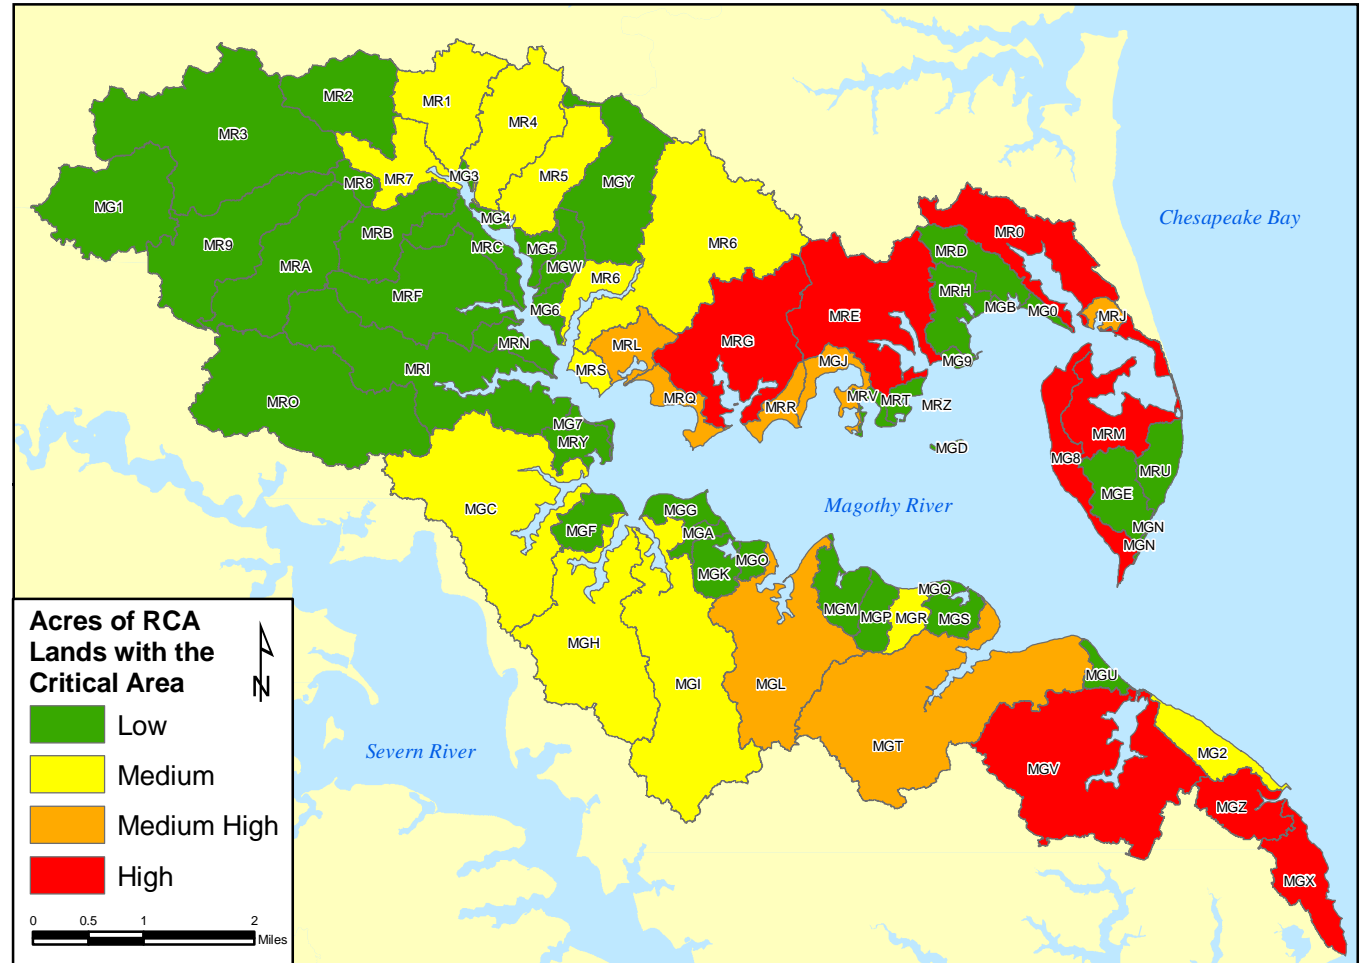 MR2
MR1
MR4
MR3
MG3
MR5
MR8
MR7
MGY
MG1
MG4
Chesapeake Bay
MRB
MR0
MR9
MRC
MG5
MR6
MRD
MRA
MGW
MR6
MRF
MRH
MGB
MG0
MG6
MRE
MRJ
MRN
MRL
MRG
MGJ
MG9
MRI
MRS
MRO
MRQ
MRR
MRV
MRT
MRZ
MG7
MRY
MGD
MRM
MG8
MRU
MGE
MGC
MGG
Magothy River
MGF
MGA
MGN
MGN
MGO
MGK
MGQ
MGM
MGP
MGR
MGS
MGH
MGI
MGL
MGU
MGT
MG2
MGV
MGZ
MGX
Severn River
Acres of RCA
Lands with the
Critical Area
N
Low
Medium
Medium High
High
0 0.5 1 2
Miles